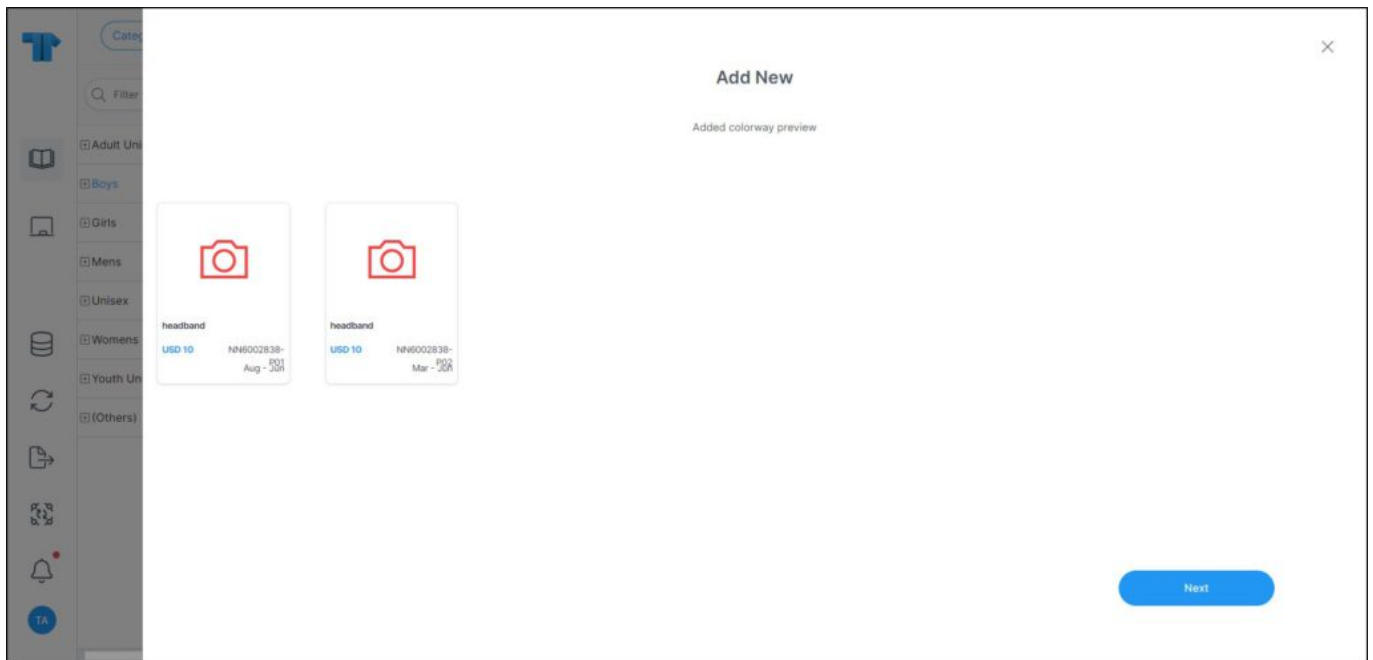 Categ
Add New
Filter
Added colorway preview
Adult Uni
Boys
Girls
Mens
Unisex
Womens
Youth Un
(Others)
headband
USD 10
NN6002838-
P01
Aug - Jun
headband
USD 10
NN6002838-
P02
Mar - Jun
Next
TA